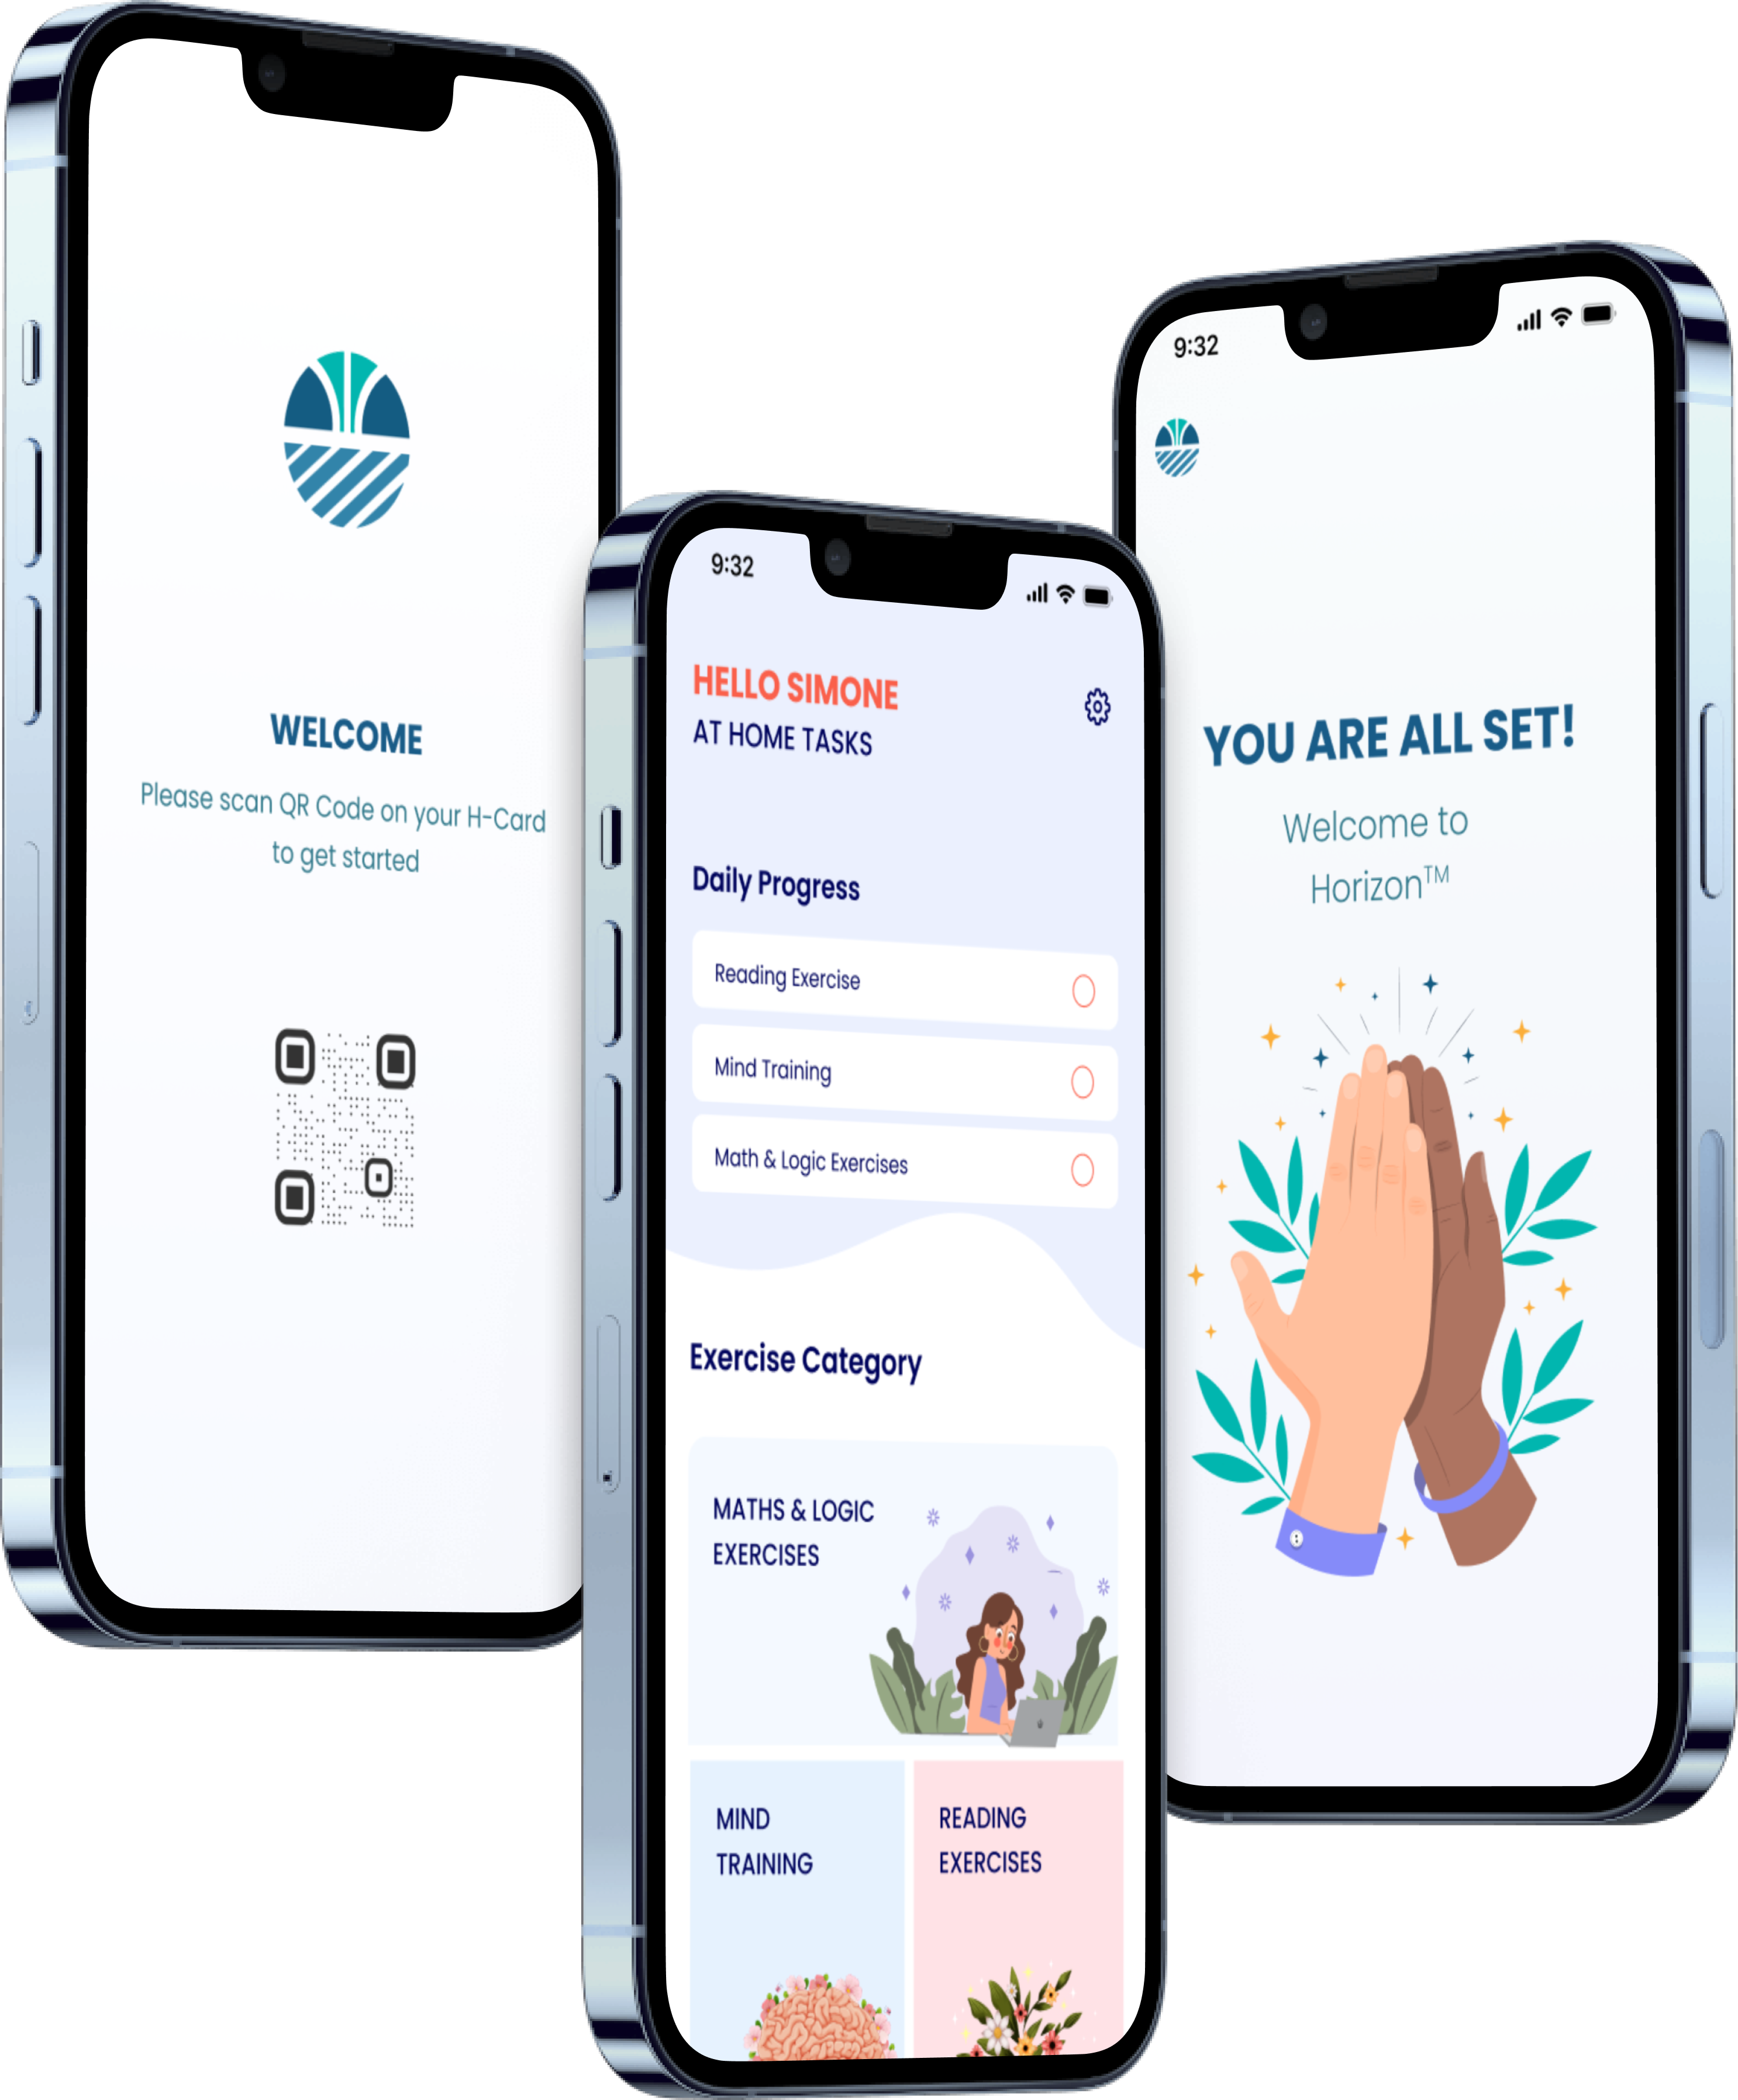 WELCOME
Please scan QR Code on your H-Card
to get started
9:32
HELLO SIMONE
AT HOME TASKS
Daily Progress
Reading Exercise
Mind Training
Math & Logic Exercises
Exercise Category
MATHS & LOGIC
EXERCISES
MIND
TRAINING
READING
EXERCISES
9:32
YOU ARE ALL SET!
Welcome to
Horizon™